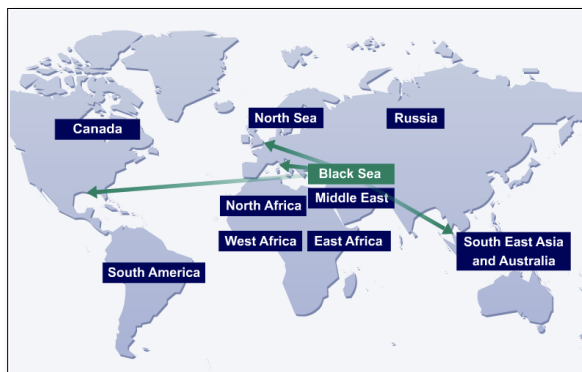 North Sea
Canada
Russia
Black Sea
Middle East
North Africa
West Africa
East Africa
South East Asia
and Australia
South America